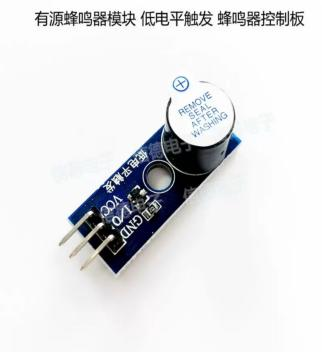 有源蜂鸣器模块 低电平触发 蜂鸣器控制板
REMOVE
SEAL
AFTER
WASHING
低电平触发
VCC
I/O
GND